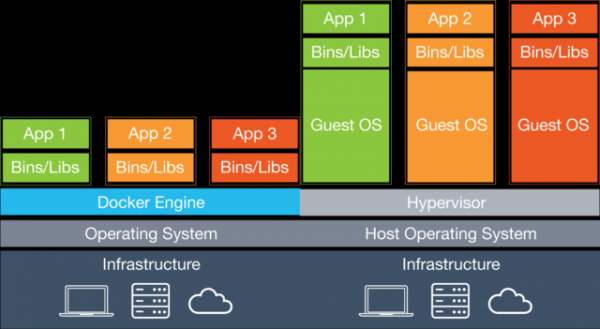 App 1
App 2
App 3
Bins/Libs
Bins/Libs
Bins/Libs
Guest OS
Guest OS
Guest OS
App 1
App 2
App 3
Bins/Libs
Bins/Libs
Bins/Libs
Docker Engine
Hypervisor
Operating System
Host Operating System
Infrastructure
Infrastructure